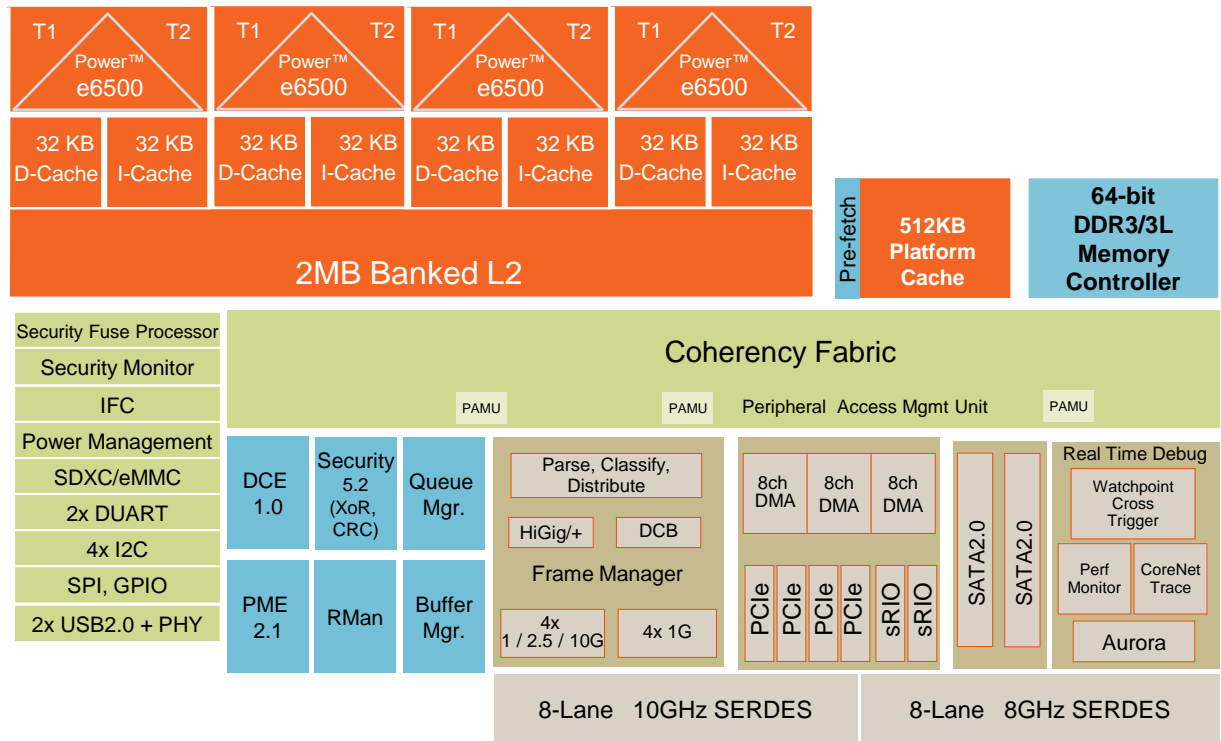 T1 T2
Power™
e6500
T1 T2
Power™
e6500
T1 T2
Power™
e6500
T1 T2
Power™
e6500
32 KB
D-Cache
32 KB
I-Cache
32 KB
D-Cache
32 KB
I-Cache
32 KB
D-Cache
32 KB
I-Cache
32 KB
D-Cache
32 KB
I-Cache
2MB Banked L2
Pre-fetch
512KB
Platform
Cache
64-bit
DDR3/3L
Memory
Controller
Security Fuse Processor
Security Monitor
IFC
Power Management
SDXC/eMMC
2x DUART
4x I2C
SPI, GPIO
2x USB2.0 + PHY
Coherency Fabric
PAMU
PAMU
Peripheral Access Mgmt Unit
PAMU
DCE
1.0
Security
5.2
(XoR,
CRC)
Queue
Mgr.
PME
2.1
RMan
Buffer
Mgr.
Parse, Classify,
Distribute
HiGig/+
DCB
Frame Manager
4x
1 / 2.5 / 10G
4x 1G
8ch
DMA
8ch
DMA
8ch
DMA
PCIe
PCIe
PCIe
PCIe
sRIO
sRIO
SATA2.0
SATA2.0
Real Time Debug
Watchpoint
Cross
Trigger
Perf
Monitor
CoreNet
Trace
Aurora
8-Lane 10GHz SERDES
8-Lane 8GHz SERDES